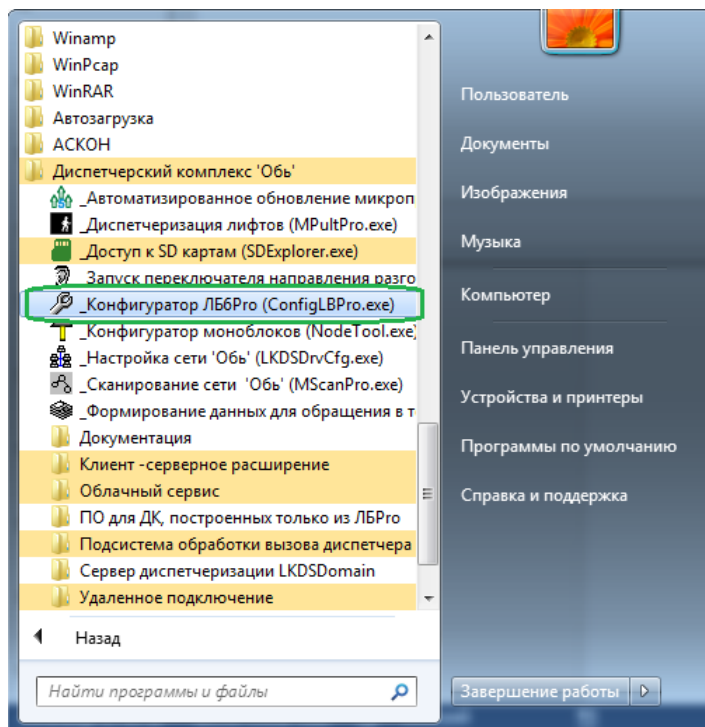 Winamp
WinPcap
WinRAR
Автозагрузка
АСКОН
Диспетчерский комплекс 'Обь'
_Автоматизированное обновление микроп
_Диспетчеризация лифтов (MPultPro.exe)
_Доступ к SD картам (SDExplorer.exe)
_Запуск переключателя направления разго
_Конфигуратор ЛБ6Pro (ConfigLBPro.exe)
_Конфигуратор моноблоков (NodeTool.exe)
_Настройка сети 'Обь' (LKDSDrvCfg.exe)
_Сканирование сети 'Обь' (MScanPro.exe)
_Формирование данных для обращения в т
Документация
Клиент -серверное расширение
Облачный сервис
ПО для ДК, построенных только из ЛБPro
Подсистема обработки вызова диспетчера
Сервер диспетчеризации LKDSDomain
Удаленное подключение
Назад
Найти программы и файлы
Пользователь
Документы
Изображения
Музыка
Компьютер
Панель управления
Устройства и принтеры
Программы по умолчанию
Справка и поддержка
Завершение работы